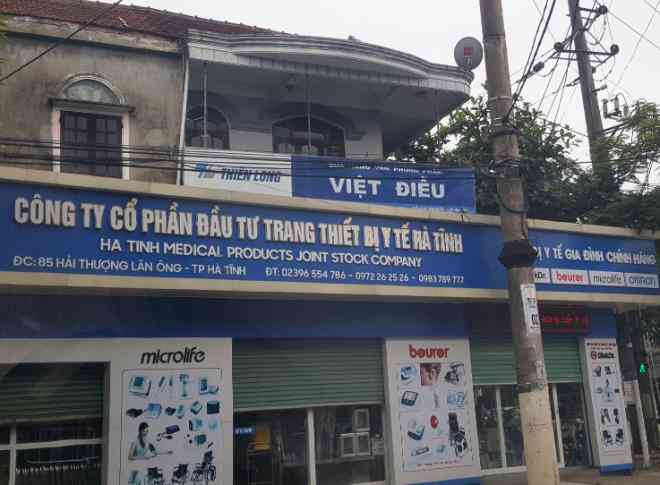 THIEN LONG
VIỆT ĐIỀU
CÔNG TY CỔ PHẦN ĐẦU TƯ TRANG THIẾT BỊ Y TẾ HÀ TĨNH
HA TINH MEDICAL PRODUCTS JOINT STOCK COMPANY
ĐC: 85 HẢI THƯỢNG LÃN ÔNG - TP HÀ TĨNH ĐT: 02396 554 786 - 0972 26 25 26 - 0983 789 777
BỊ Y TẾ GIA ĐÌNH CHÍNH HÃNG
beurer microlife omron
microlife
beurer